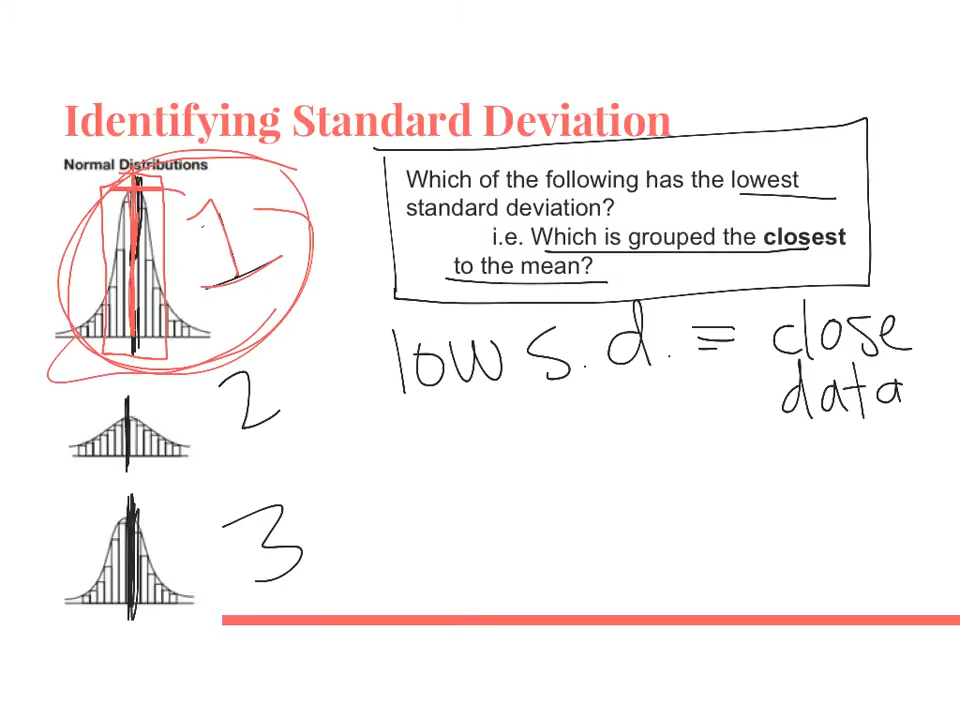 Identifying Standard Deviation
Normal Distributions
Which of the following has the lowest
standard deviation?
i.e. Which is grouped the closest
to the mean?
1
low s.d. = close
data
2
3